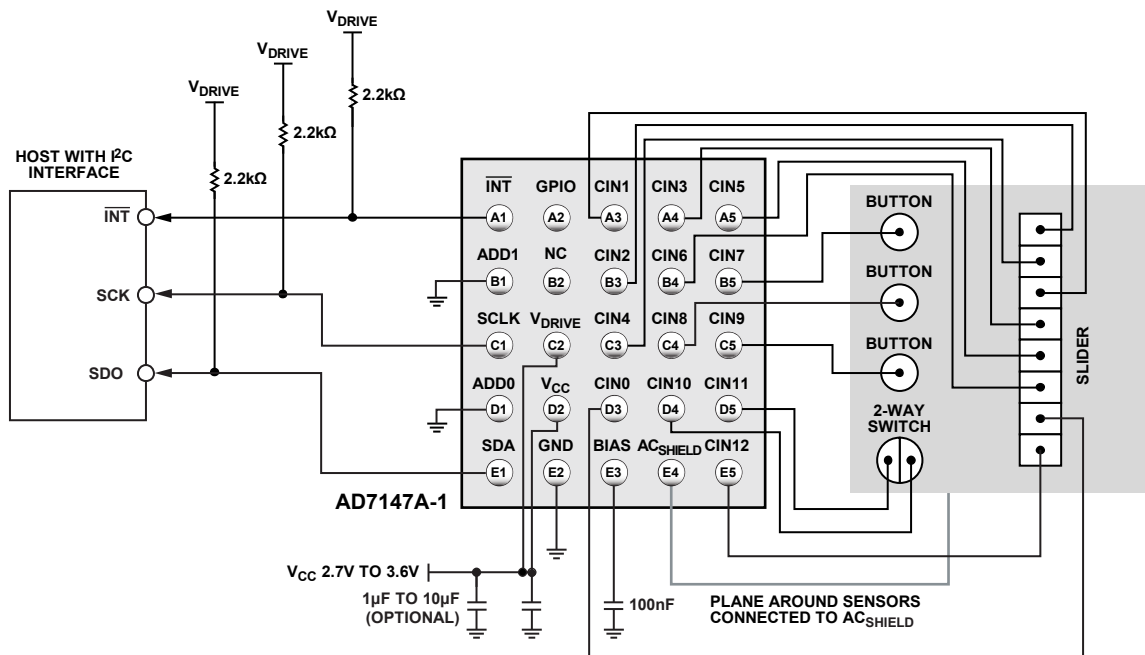 VDRIVE
VDRIVE
VDRIVE
2.2kΩ
2.2kΩ
2.2kΩ
HOST WITH I2C
INTERFACE
INT
SCK
SDO
INT GPIO CIN1 CIN3 CIN5
A1 A2 A3 A4 A5
ADD1 NC CIN2 CIN6 CIN7
B1 B2 B3 B4 B5
SCLK VDRIVE CIN4 CIN8 CIN9
C1 C2 C3 C4 C5
ADD0 VCC CIN0 CIN10 CIN11
D1 D2 D3 D4 D5
SDA GND BIAS ACSHIELD CIN12
E1 E2 E3 E4 E5
AD7147A-1
BUTTON
BUTTON
BUTTON
2-WAY
SWITCH
SLIDER
VCC 2.7V TO 3.6V
1µF TO 10µF
(OPTIONAL)
100nF
PLANE AROUND SENSORS
CONNECTED TO ACSHIELD